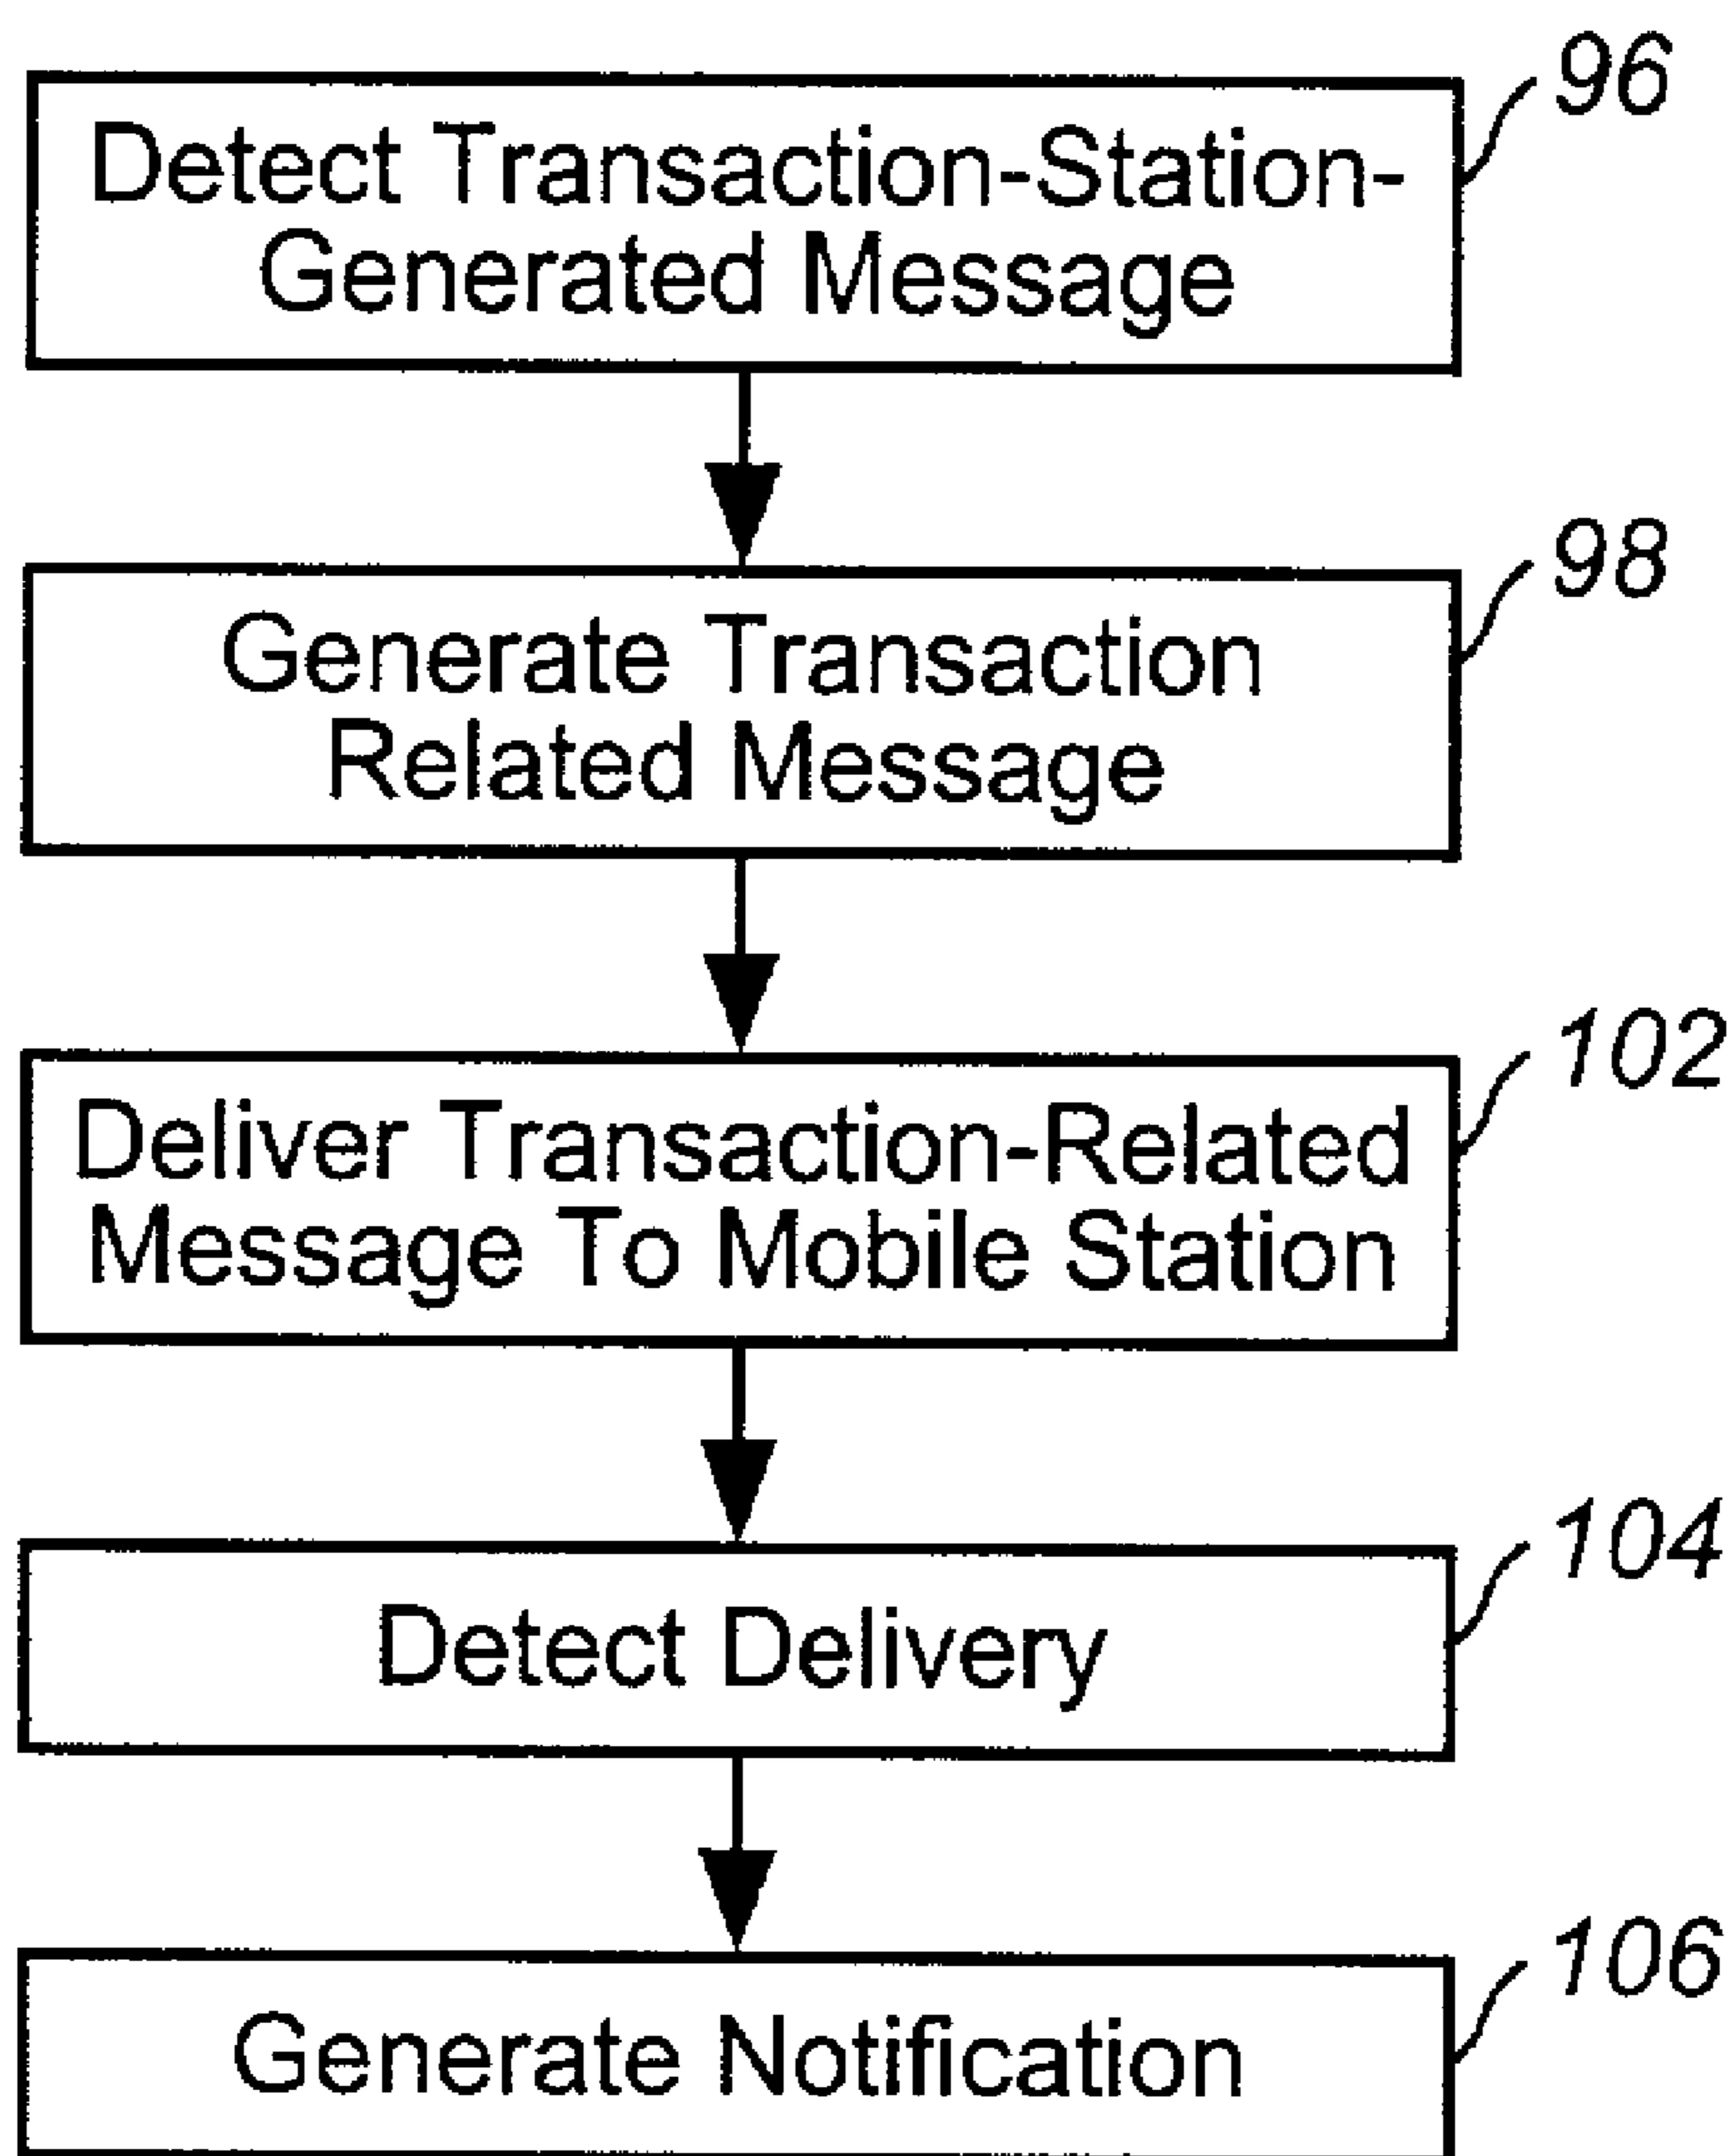 96
Detect Transaction-Station-
Generated Message
98
Generate Transaction
Related Message
102
Deliver Transaction-Related
Message To Mobile Station
104
Detect Delivery
106
Generate Notification